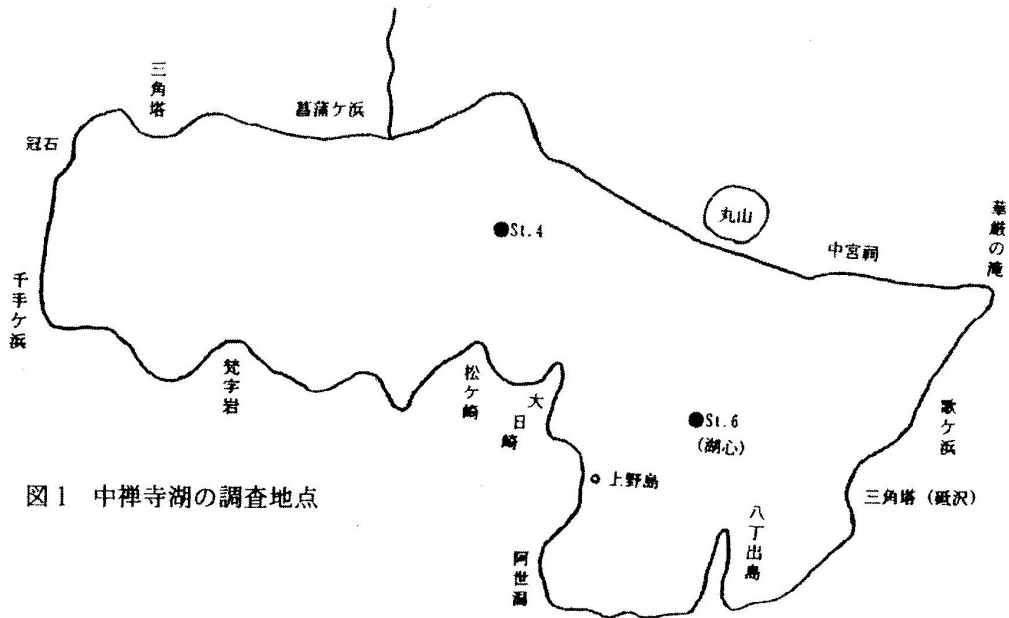 三角塔
菖蒲ケ浜
冠石
丸山
華厳の滝
中宮祠
●St.4
千手ケ浜
梵字岩
松ケ崎
大日崎
●St.6
(湖心)
歌ケ浜
上野島
三角塔(砥沢)
八丁出島
阿世潟
図1 中禅寺湖の調査地点